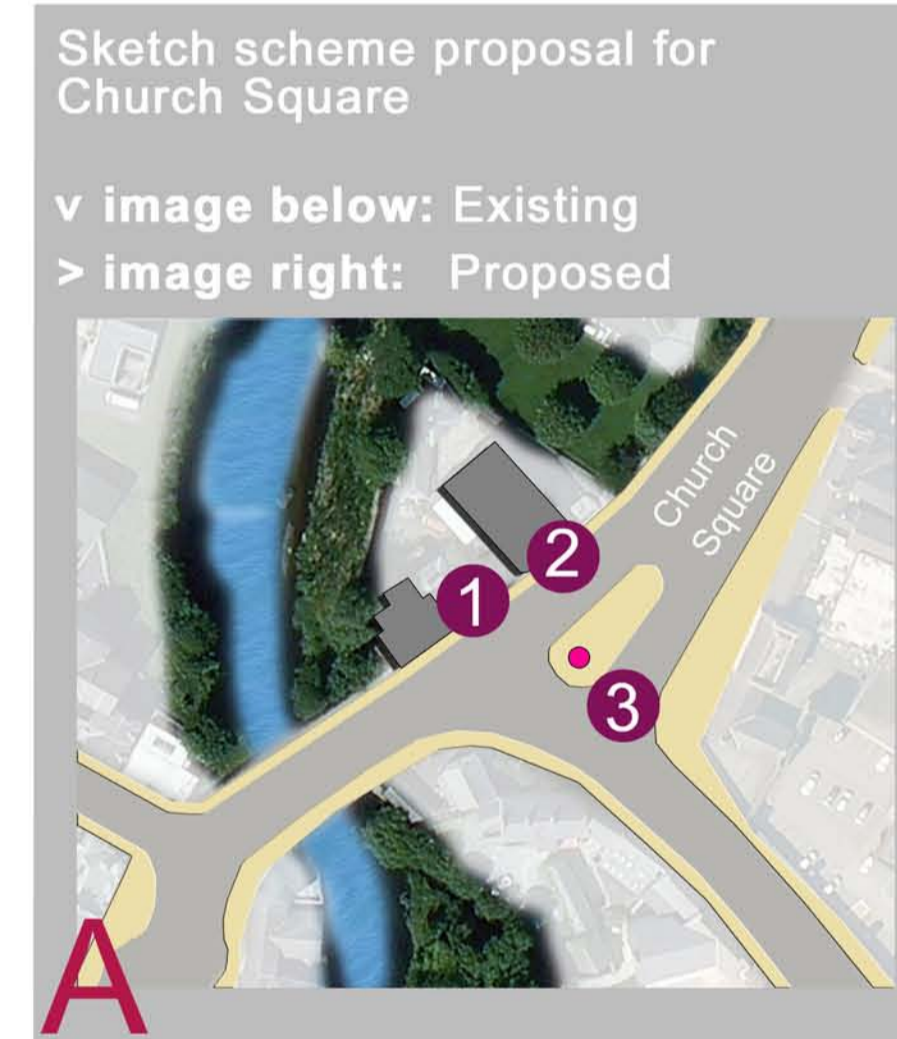 Sketch scheme proposal for
Church Square
v image below: Existing
> image right: Proposed
Church
Square
2
1
3
A